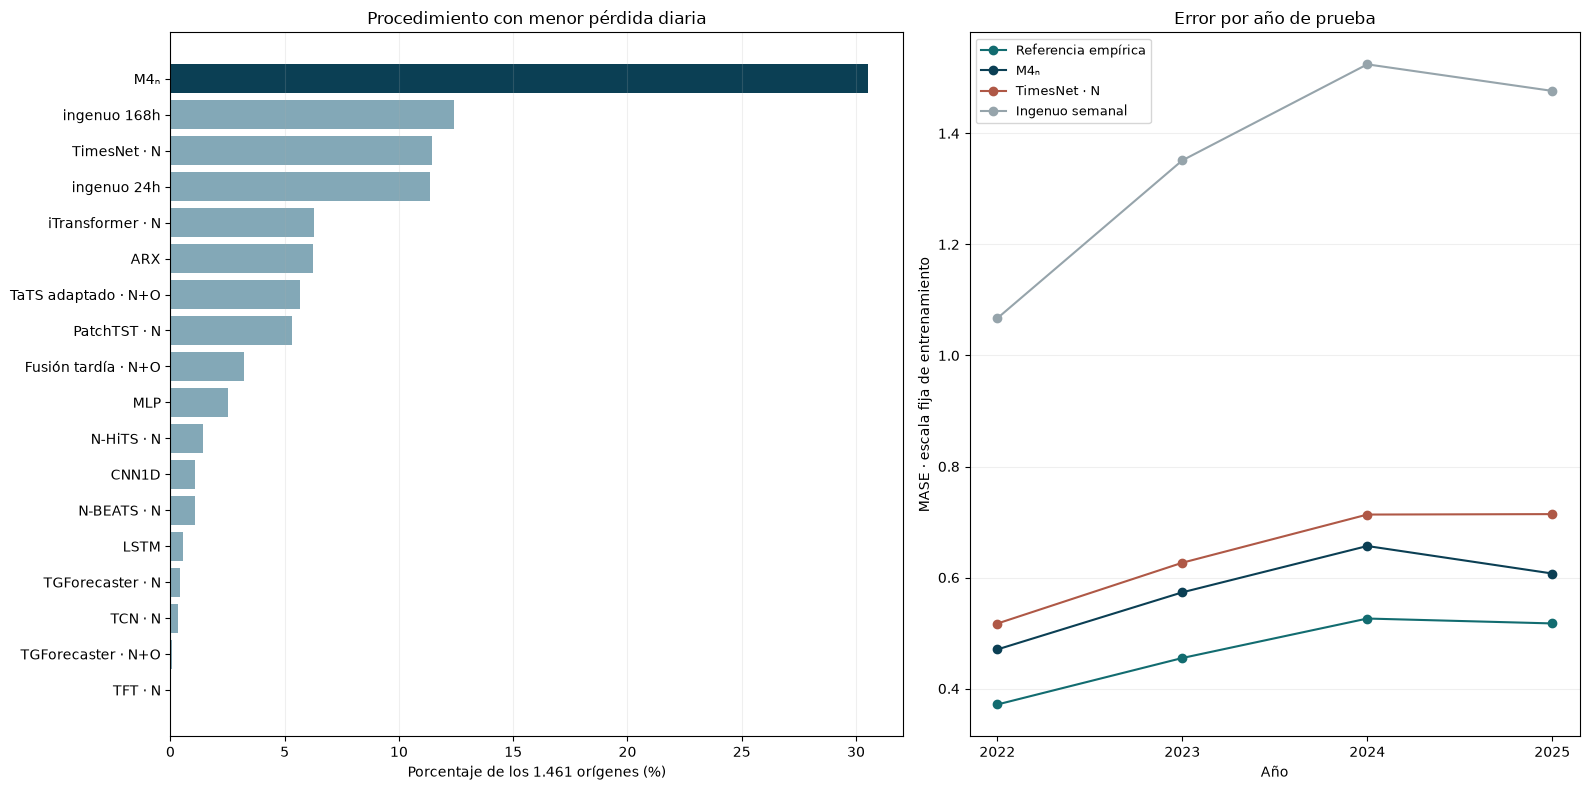 Procedimiento con menor pérdida diaria
M4ₙ
ingenuo 168h
TimesNet · N
ingenuo 24h
iTransformer · N
ARX
TaTS adaptado · N+O
PatchTST · N
Fusión tardía · N+O
MLP
N-HiTS · N
CNN1D
N-BEATS · N
LSTM
TGForecaster · N
TCN · N
TGForecaster · N+O
TFT · N
0 5 10 15 20 25 30
Porcentaje de los 1.461 orígenes (%)
Error por año de prueba
Referencia empírica
M4ₙ
TimesNet · N
Ingenuo semanal
MASE · escala fija de entrenamiento
1.4
1.2
1.0
0.8
0.6
0.4
2022 2023 2024 2025
Año